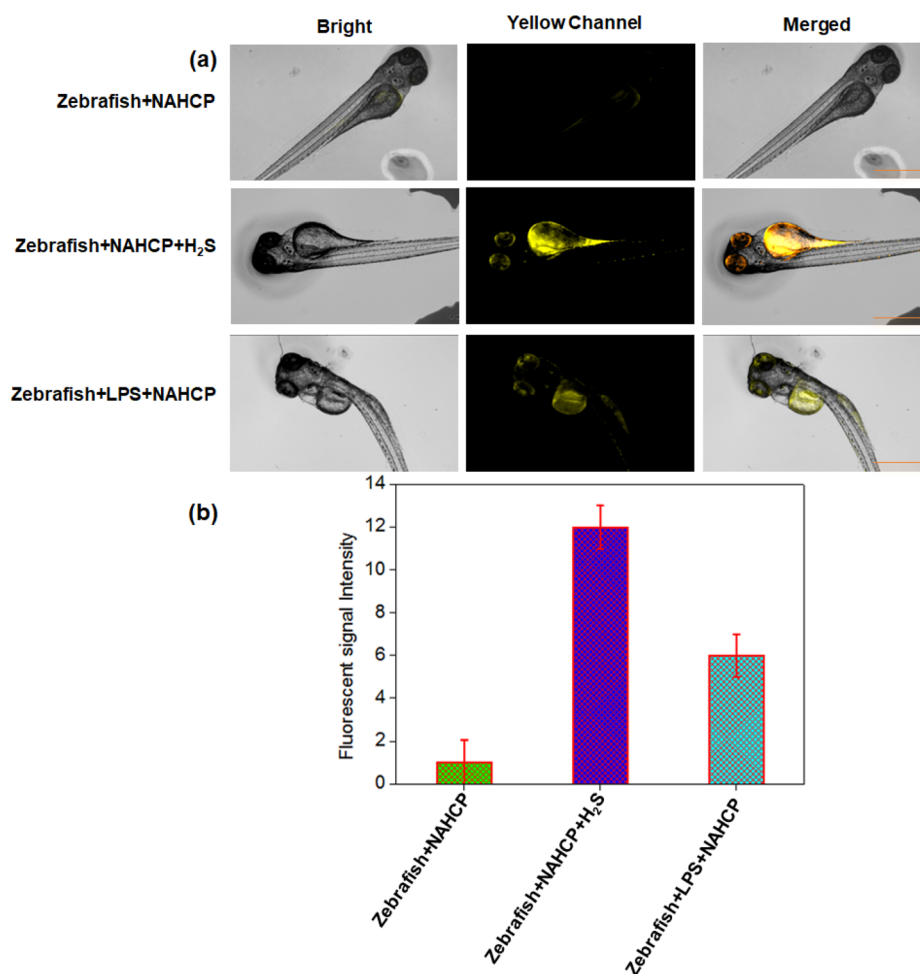 Bright Yellow Channel Merged
(a)
Zebrafish+NAHCP
Zebrafish+NAHCP+H₂S
Zebrafish+LPS+NAHCP
(b)
Fluorescent signal Intensity
14
12
10
8
6
4
2
0
Zebrafish+NAHCP
Zebrafish+NAHCP+H₂S
Zebrafish+LPS+NAHCP